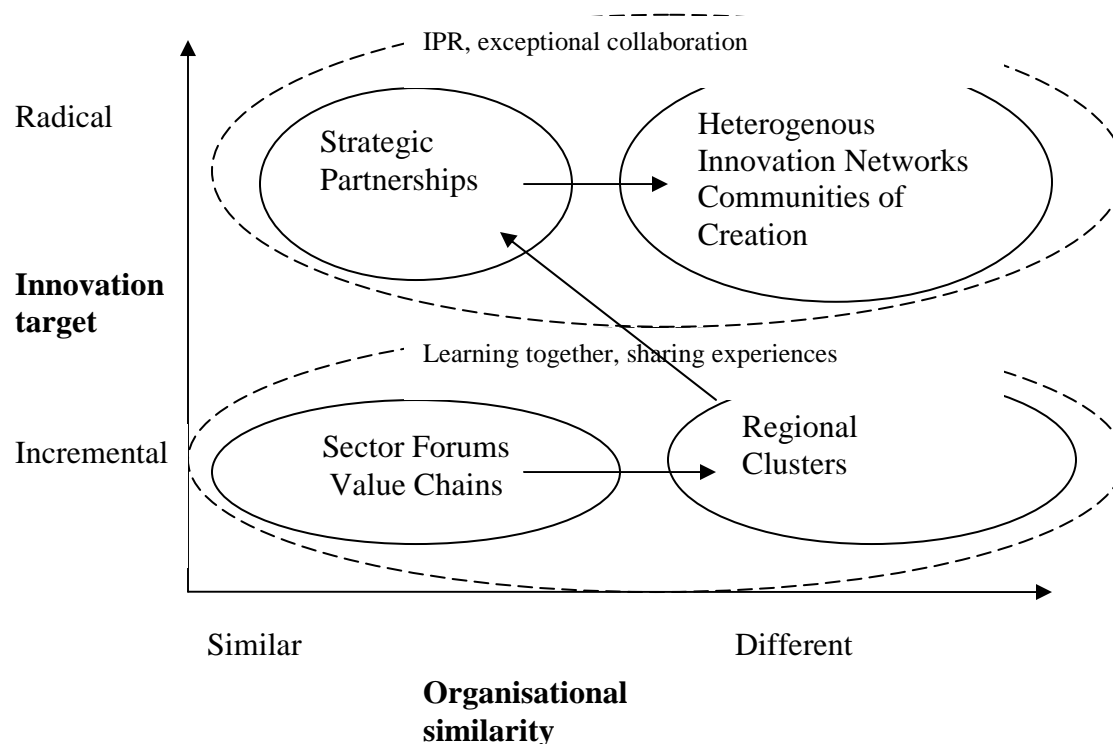 IPR, exceptional collaboration
Radical
Strategic
Partnerships
Heterogenous
Innovation Networks
Communities of
Creation
Innovation
target
Learning together, sharing experiences
Incremental
Sector Forums
Value Chains
Regional
Clusters
Similar
Different
Organisational
similarity